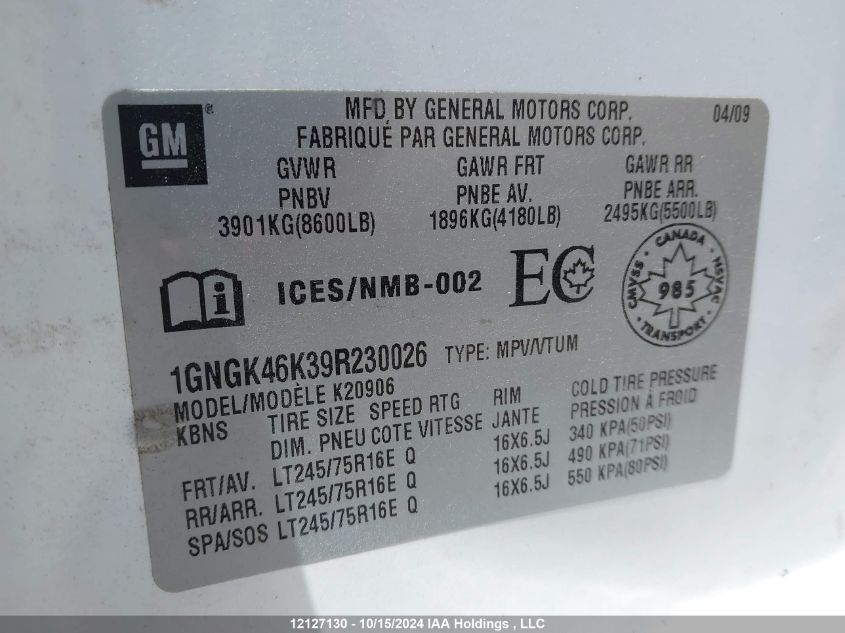 GM ®
MFD BY GENERAL MOTORS CORP. 04/09
FABRIQUÉ PAR GENERAL MOTORS CORP.
GVWR GAWR FRT GAWR RR
PNBV PNBE AV. PNBE ARR.
3901KG(8600LB) 1896KG(4180LB) 2495KG(5500LB)
i ICES/NMB-002 EC CANADA CMVSS 985 NSVAC TRANSPORT
1GNGK46K39R230026 TYPE: MPV/VTUM
MODEL/MODÈLE K20906
KBNS TIRE SIZE SPEED RTG RIM COLD TIRE PRESSURE
DIM. PNEU COTE VITESSE JANTE PRESSION À FROID
FRT/AV. LT245/75R16E Q 16X6.5J 340 KPA(50PSI)
RR/ARR. LT245/75R16E Q 16X6.5J 490 KPA(71PSI)
SPA/SOS LT245/75R16E Q 16X6.5J 550 KPA(80PSI)
12127130 - 10/15/2024 IAA Holdings , LLC